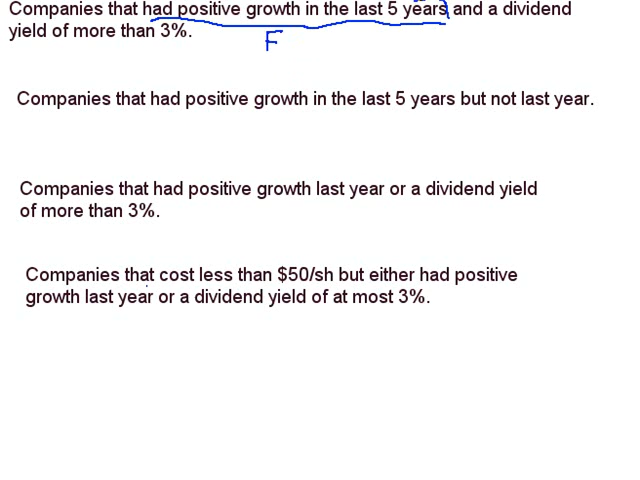 Companies that had positive growth in the last 5 years and a dividend
yield of more than 3%.
F
Companies that had positive growth in the last 5 years but not last year.
Companies that had positive growth last year or a dividend yield
of more than 3%.
Companies that cost less than $50/sh but either had positive
growth last year or a dividend yield of at most 3%.